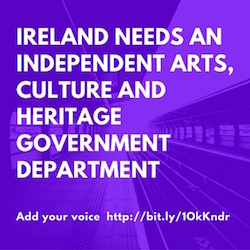 IRELAND NEEDS AN
INDEPENDENT ARTS,
CULTURE AND
HERITAGE
GOVERNMENT
DEPARTMENT
Add your voice http://bit.ly/1OkKndr